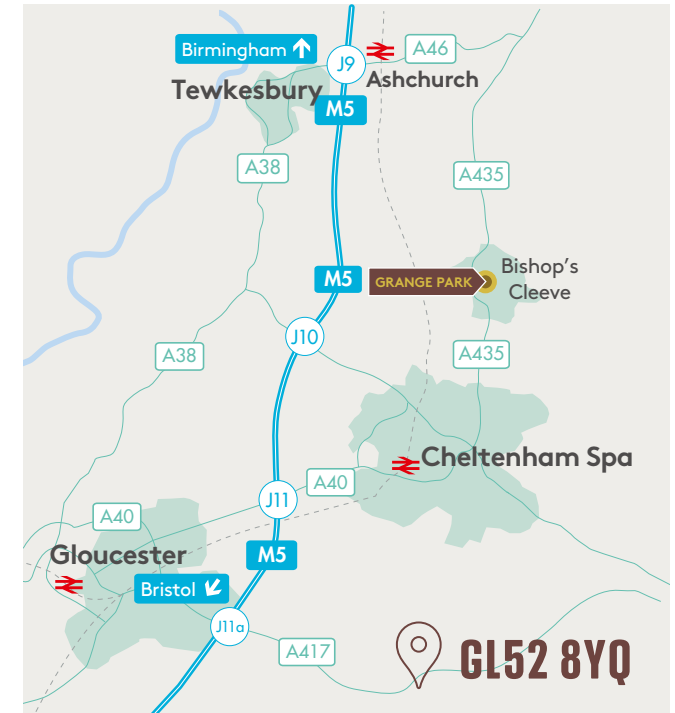 Birmingham
J9
A46
Ashchurch
Tewkesbury
M5
A38
A435
M5
GRANGE PARK
Bishop's
Cleeve
J10
A38
A435
Cheltenham Spa
A40
J11
A40
Gloucester
M5
Bristol
J11a
A417
GL52 8YQ